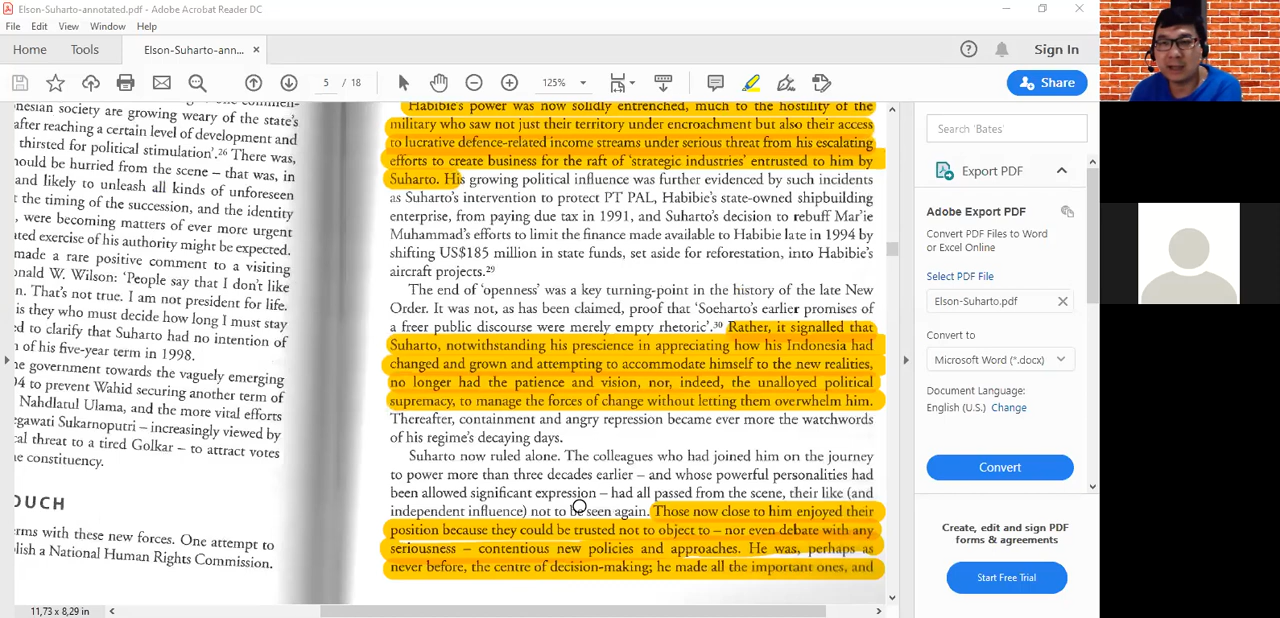 Elson-Suharto-annotated.pdf - Adobe Acrobat Reader DC
File Edit View Window Help
Home Tools Elson-Suharto-ann... × Sign In
5 / 18 125% Share
nesian society are growing weary of the state's
after reaching a certain level of development and
thirsted for political stimulation'.26 There was,
ould be hurried from the scene – that was, in
and likely to unleash all kinds of unforeseen
t the timing of the succession, and the identity
, were becoming matters of ever more urgent
ated exercise of his authority might be expected.
made a rare positive comment to a visiting
onald W. Wilson: 'People say that I don't like
n. That's not true. I am not president for life.
is they who must decide how long I must stay
ed to clarify that Suharto had no intention of
n of his five-year term in 1998.
he government towards the vaguely emerging
94 to prevent Wahid securing another term of
Nahdlatul Ulama, and the more vital efforts
egawati Sukarnoputri – increasingly viewed by
cal threat to a tired Golkar – to attract votes
e constituency.
OUCH
erms with these new forces. One attempt to
blish a National Human Rights Commission.
Habibie's power was now solidly entrenched, much to the hostility of the
military who saw not just their territory under encroachment but also their access
to lucrative defence-related income streams under serious threat from his escalating
efforts to create business for the raft of 'strategic industries' entrusted to him by
Suharto. His growing political influence was further evidenced by such incidents
as Suharto's intervention to protect PT PAL, Habibie's state-owned shipbuilding
enterprise, from paying due tax in 1991, and Suharto's decision to rebuff Mar'ie
Muhammad's efforts to limit the finance made available to Habibie late in 1994 by
shifting US$185 million in state funds, set aside for reforestation, into Habibie's
aircraft projects.29
The end of 'openness' was a key turning-point in the history of the late New
Order. It was not, as has been claimed, proof that 'Soeharto's earlier promises of
a freer public discourse were merely empty rhetoric'.30 Rather, it signalled that
Suharto, notwithstanding his prescience in appreciating how his Indonesia had
changed and grown and attempting to accommodate himself to the new realities,
no longer had the patience and vision, nor, indeed, the unalloyed political
supremacy, to manage the forces of change without letting them overwhelm him.
Thereafter, containment and angry repression became ever more the watchwords
of his regime's decaying days.
Suharto now ruled alone. The colleagues who had joined him on the journey
to power more than three decades earlier – and whose powerful personalities had
been allowed significant expression – had all passed from the scene, their like (and
independent influence) not to be seen again. Those now close to him enjoyed their
position because they could be trusted not to object to – nor even debate with any
seriousness – contentious new policies and approaches. He was, perhaps as
never before, the centre of decision-making; he made all the important ones, and
11,73 x 8,29 in
Search 'Bates'
Export PDF
Adobe Export PDF
Convert PDF Files to Word
or Excel Online
Select PDF File
Elson-Suharto.pdf
Convert to
Microsoft Word (*.docx)
Document Language:
English (U.S.) Change
Convert
Create, edit and sign PDF
forms & agreements
Start Free Trial